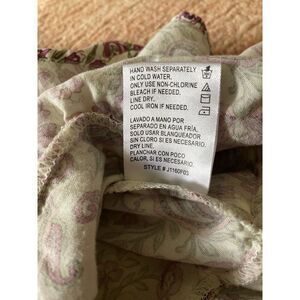 HAND WASH SEPARATELY
IN COLD WATER.
ONLY USE NON-CHLORINE
BLEACH IF NEEDED.
LINE DRY.
COOL IRON IF NEEDED.
LAVADO A MANO POR
SEPARADO EN AGUA FRÍA.
SOLO USAR BLANQUEADOR
SIN CLORO SI ES NECESARIO.
DRY LINE.
PLANCHAR CON POCO
CALOR, SI ES NECESARIO.
STYLE # J1160P03